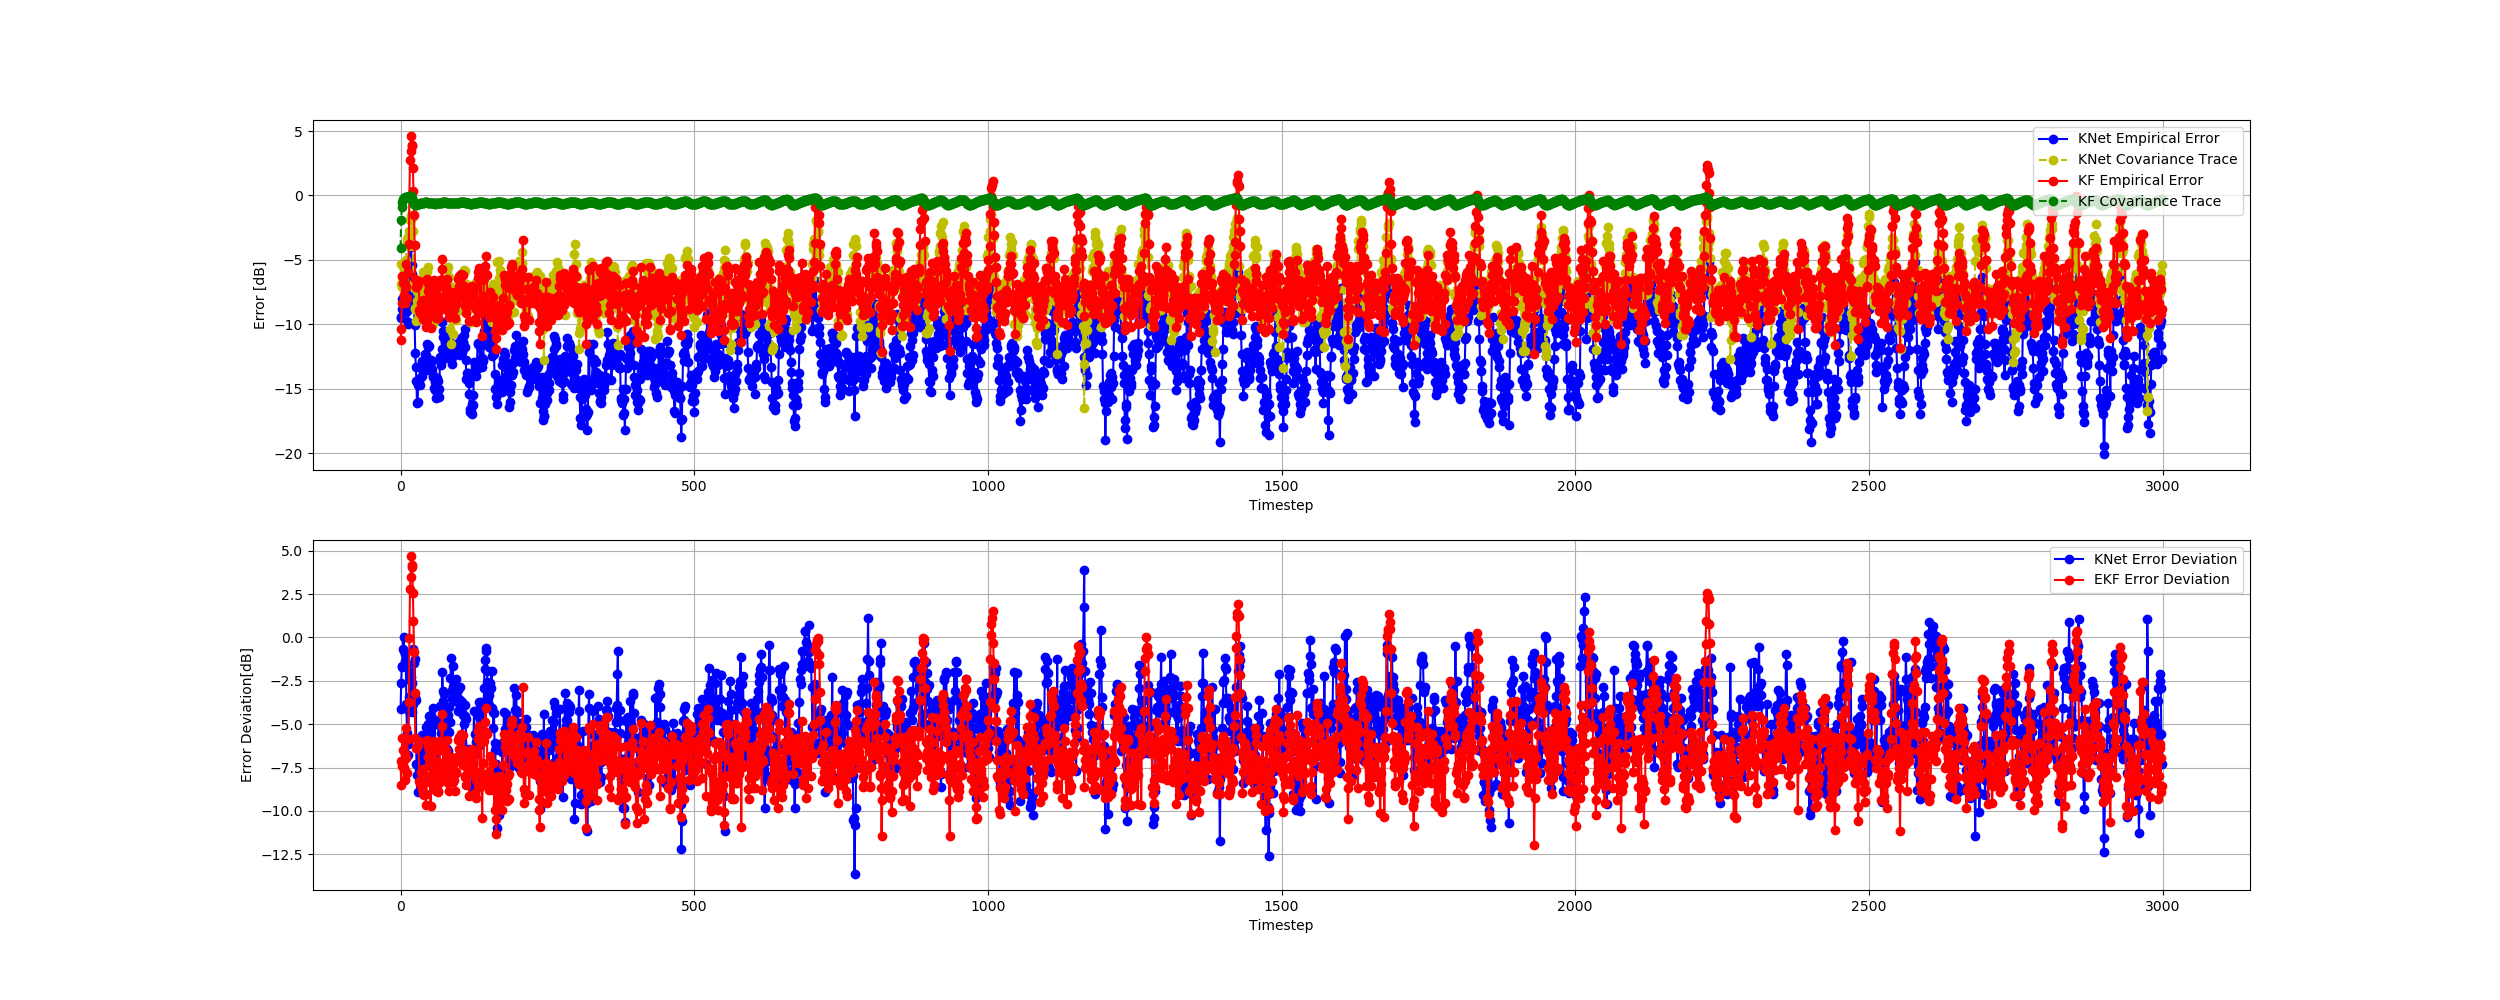 5
0
−5
−10
−15
−20
Error [dB]
0
500
1000
1500
2000
2500
3000
Timestep
KNet Empirical Error
KNet Covariance Trace
KF Empirical Error
KF Covariance Trace
5.0
2.5
0.0
−2.5
−5.0
−7.5
−10.0
−12.5
Error Deviation[dB]
0
500
1000
1500
2000
2500
3000
Timestep
KNet Error Deviation
EKF Error Deviation